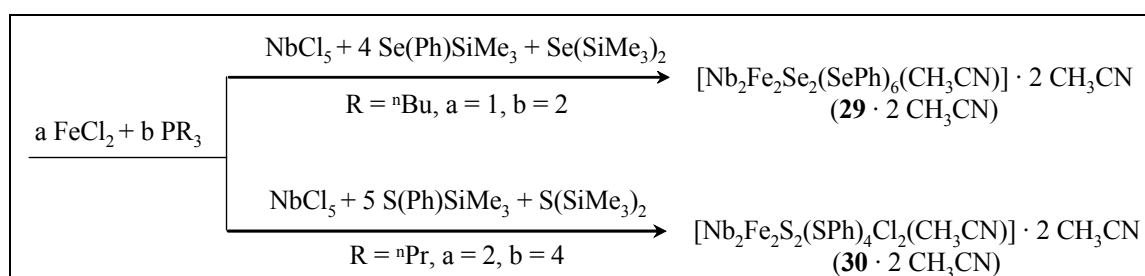 NbCl₅ + 4 Se(Ph)SiMe₃ + Se(SiMe₃)₂
R = ⁿBu, a = 1, b = 2
[Nb₂Fe₂Se₂(SePh)₆(CH₃CN)] · 2 CH₃CN
(29 · 2 CH₃CN)
a FeCl₂ + b PR₃
NbCl₅ + 5 S(Ph)SiMe₃ + S(SiMe₃)₂
R = ⁿPr, a = 2, b = 4
[Nb₂Fe₂S₂(SPh)₄Cl₂(CH₃CN)] · 2 CH₃CN
(30 · 2 CH₃CN)